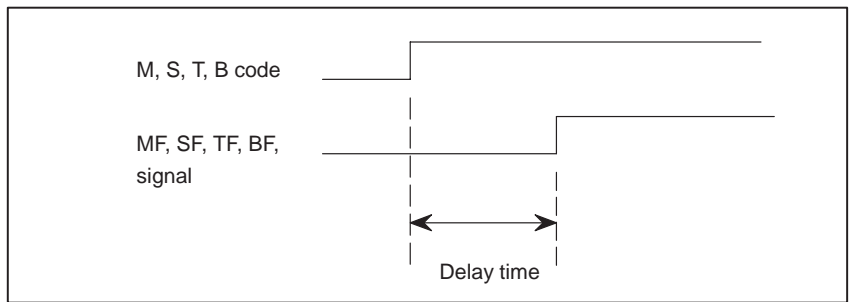 M, S, T, B code
MF, SF, TF, BF,
signal
Delay time